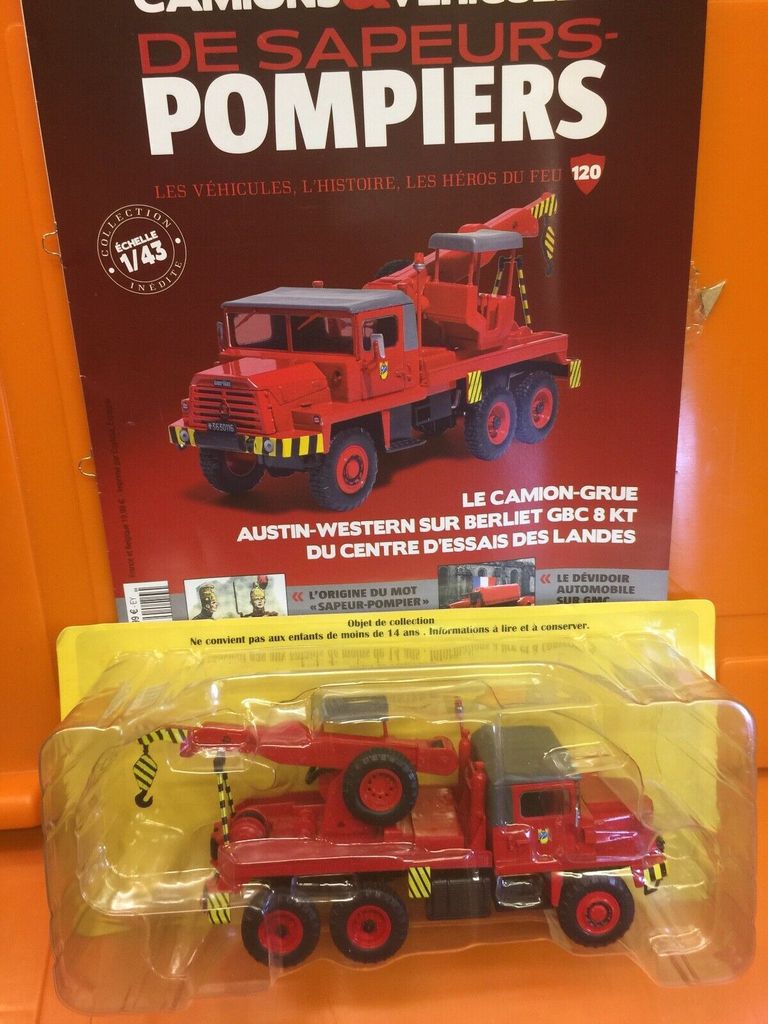 CAMIONS & VÉHICULES
DE SAPEURS-
POMPIERS
LES VÉHICULES, L'HISTOIRE, LES HÉROS DU FEU 120
COLLECTION
ÉCHELLE
1/43
INÉDITE
LE CAMION-GRUE
AUSTIN-WESTERN SUR BERLIET GBC 8 KT
DU CENTRE D'ESSAIS DES LANDES
« L'ORIGINE DU MOT
«SAPEUR-POMPIER»
« LE DÉVIDOIR
AUTOMOBILE
SUR GMC
Objet de collection
Ne convient pas aux enfants de moins de 14 ans . Informations à lire et à conserver.